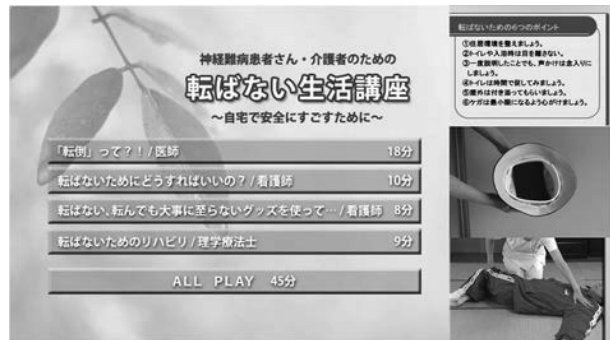 神経難病患者さん・介護者のための
転ばない生活講座
～自宅で安全にすごすために～
「転倒」って？！/医師 18分
転ばないためにどうすればいいの？/看護師 10分
転ばない、転んでも大事に至らないグッズを使って…/看護師 8分
転ばないためのリハビリ/理学療法士 9分
ALL PLAY 45分
転ばないための6つのポイント
①住居環境を整えましょう。
②トイレや入浴時は目を離さない。
③一度説明したことでも、声かけは念入りに
しましょう。
④トイレは時間で促してみましょう。
⑤屋外は付き添ってもらいましょう。
⑥ケガは最小限になるよう心がけましょう。